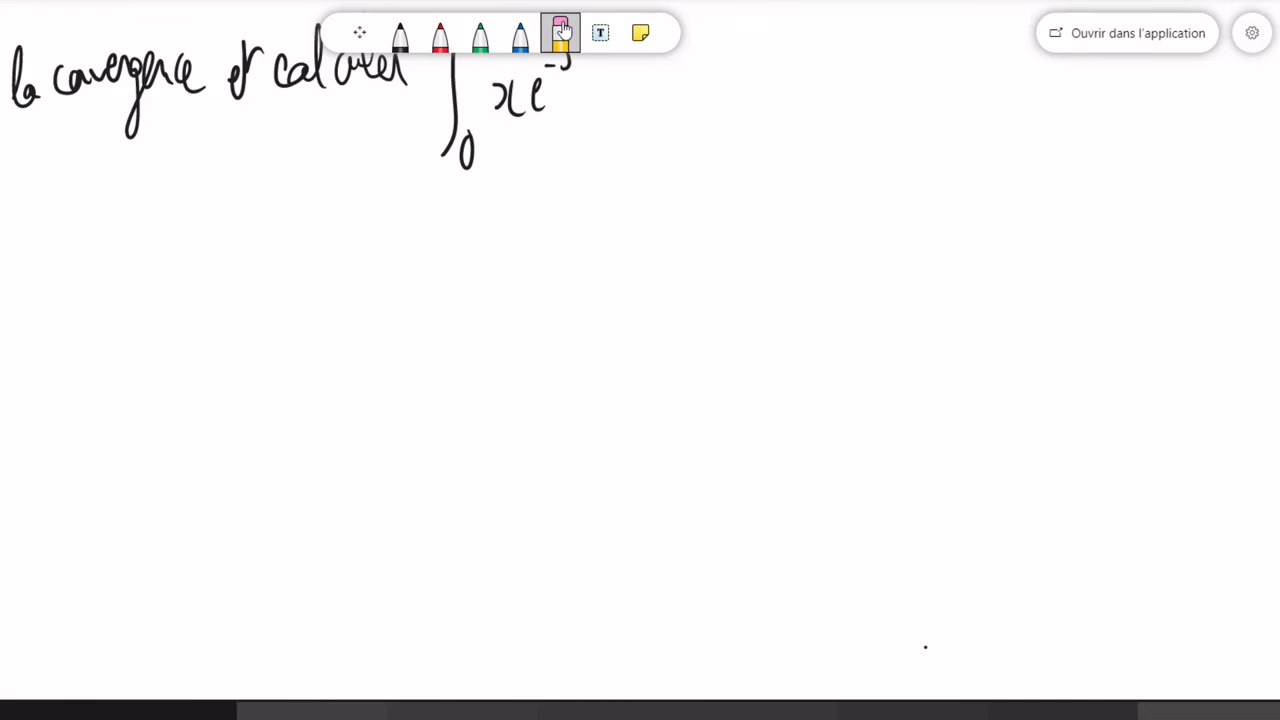 Ouvrir dans l'application
T
la convergence et calculer ∫₀ xe⁻